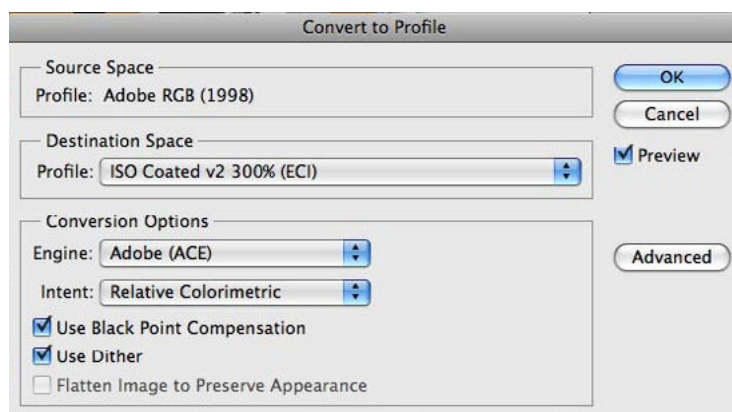 Convert to Profile
Source Space
Profile: Adobe RGB (1998)
OK
Cancel
Destination Space
Profile: ISO Coated v2 300% (ECI)
Preview
Conversion Options
Engine: Adobe (ACE)
Advanced
Intent: Relative Colorimetric
Use Black Point Compensation
Use Dither
Flatten Image to Preserve Appearance